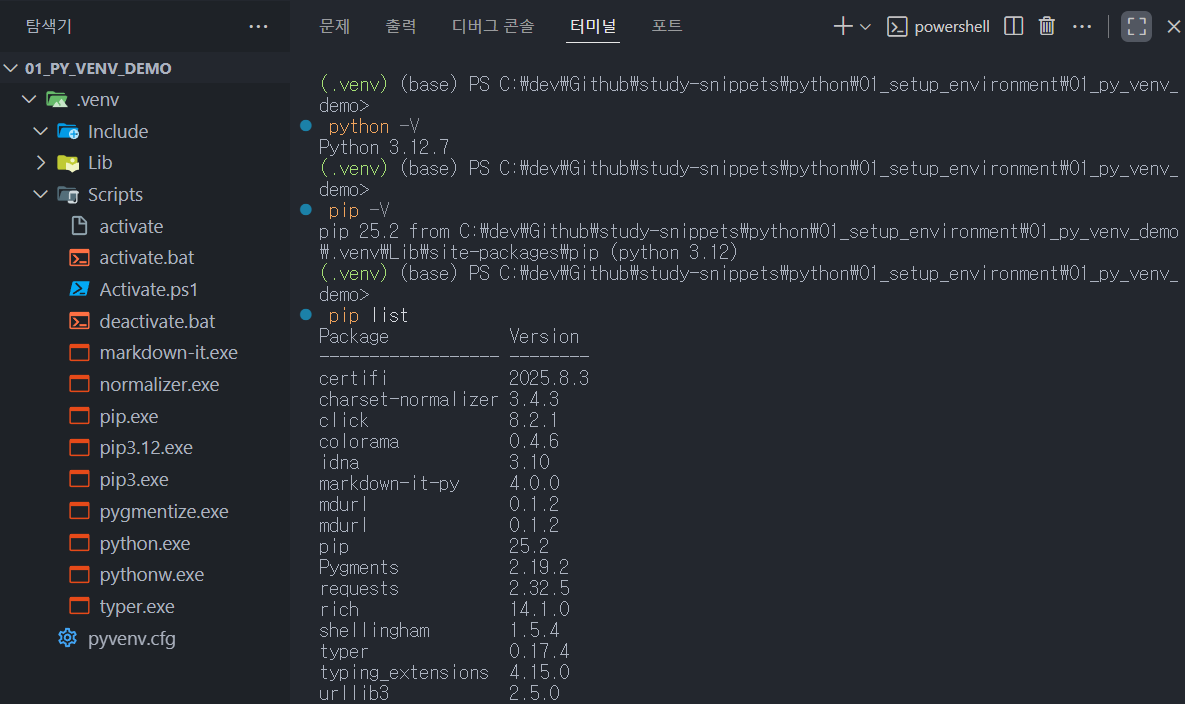 탐색기
···
01_PY_VENV_DEMO
.venv
Include
Lib
Scripts
activate
activate.bat
Activate.ps1
deactivate.bat
markdown-it.exe
normalizer.exe
pip.exe
pip3.12.exe
pip3.exe
pygmentize.exe
python.exe
pythonw.exe
typer.exe
pyvenv.cfg
문제 출력 디버그 콘솔 터미널 포트
powershell
···
(.venv) (base) PS C:₩dev₩Github₩study-snippets₩python₩01_setup_environment₩01_py_venv_
demo>
python -V
Python 3.12.7
(.venv) (base) PS C:₩dev₩Github₩study-snippets₩python₩01_setup_environment₩01_py_venv_
demo>
pip -V
pip 25.2 from C:₩dev₩Github₩study-snippets₩python₩01_setup_environment₩01_py_venv_demo
₩.venv₩Lib₩site-packages₩pip (python 3.12)
(.venv) (base) PS C:₩dev₩Github₩study-snippets₩python₩01_setup_environment₩01_py_venv_
demo>
pip list
Package Version
------------------ --------
certifi 2025.8.3
charset-normalizer 3.4.3
click 8.2.1
colorama 0.4.6
idna 3.10
markdown-it-py 4.0.0
mdurl 0.1.2
mdurl 0.1.2
pip 25.2
Pygments 2.19.2
requests 2.32.5
rich 14.1.0
shellingham 1.5.4
typer 0.17.4
typing_extensions 4.15.0
urllib3 2.5.0